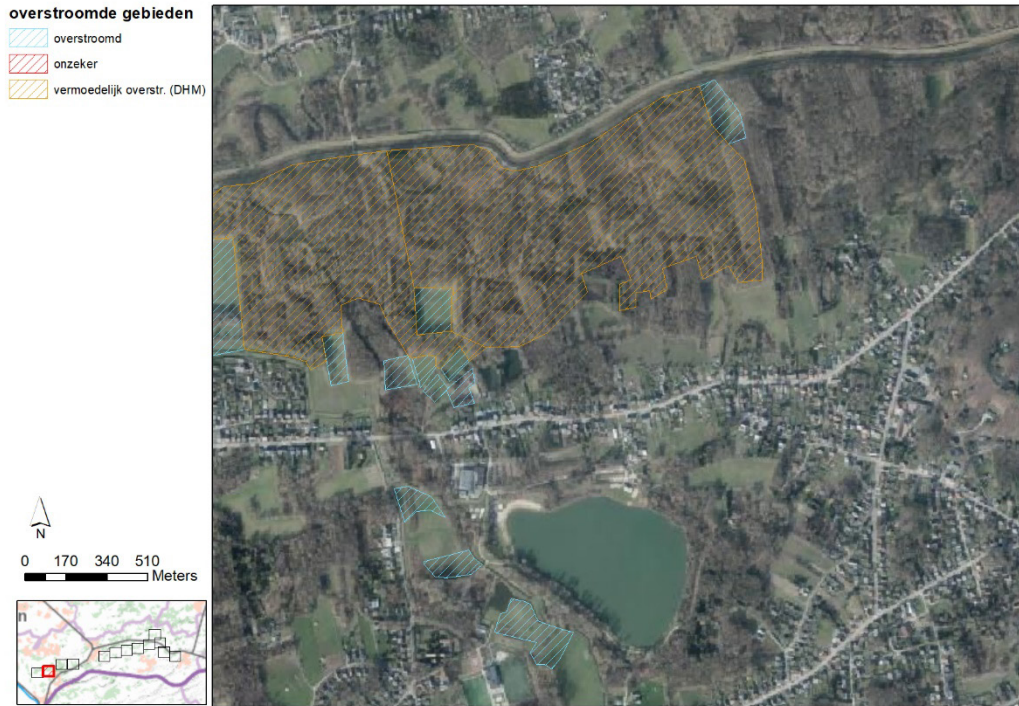 overstroomde gebieden
overstroomd
onzeker
vermoedelijk overstr. (DHM)
N
0 170 340 510
Meters
n